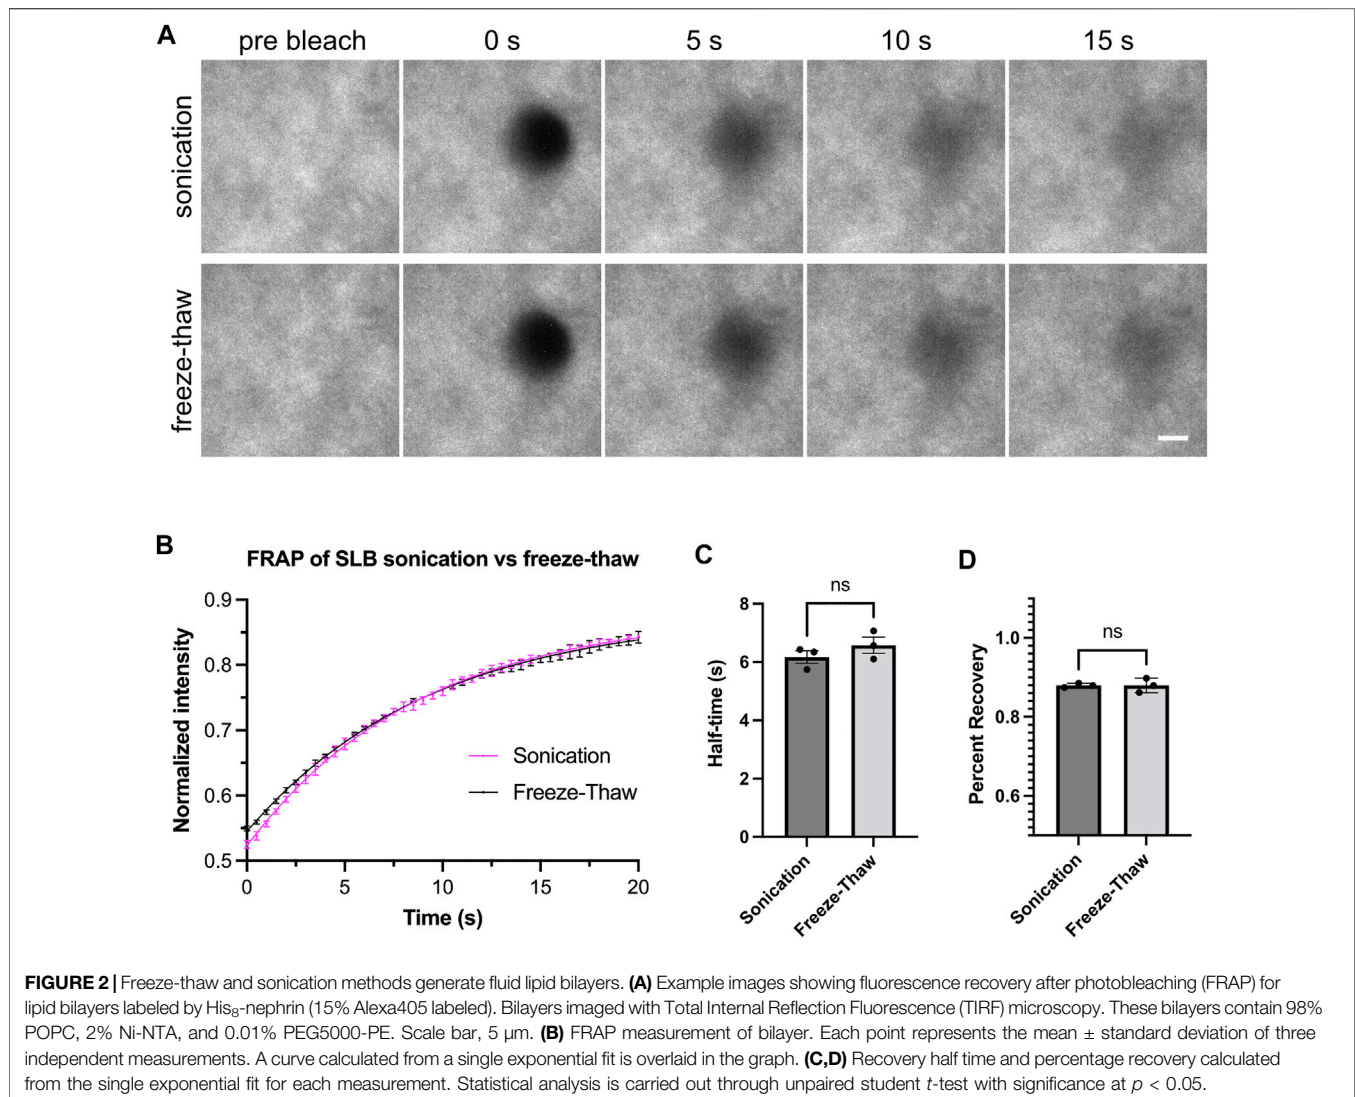 A
pre bleach 0 s 5 s 10 s 15 s
sonication
freeze-thaw
B
FRAP of SLB sonication vs freeze-thaw
Normalized intensity
0.9
0.8
0.7
0.6
0.5
Sonication
Freeze-Thaw
0 5 10 15 20
Time (s)
C
ns
Half-time (s)
8
6
4
2
0
Sonication
Freeze-Thaw
D
ns
Percent Recovery
1.0
0.8
0.6
Sonication
Freeze-Thaw
FIGURE 2 | Freeze-thaw and sonication methods generate fluid lipid bilayers. (A) Example images showing fluorescence recovery after photobleaching (FRAP) for
lipid bilayers labeled by His₈-nephrin (15% Alexa405 labeled). Bilayers imaged with Total Internal Reflection Fluorescence (TIRF) microscopy. These bilayers contain 98%
POPC, 2% Ni-NTA, and 0.01% PEG5000-PE. Scale bar, 5 μm. (B) FRAP measurement of bilayer. Each point represents the mean ± standard deviation of three
independent measurements. A curve calculated from a single exponential fit is overlaid in the graph. (C,D) Recovery half time and percentage recovery calculated
from the single exponential fit for each measurement. Statistical analysis is carried out through unpaired student t-test with significance at p < 0.05.